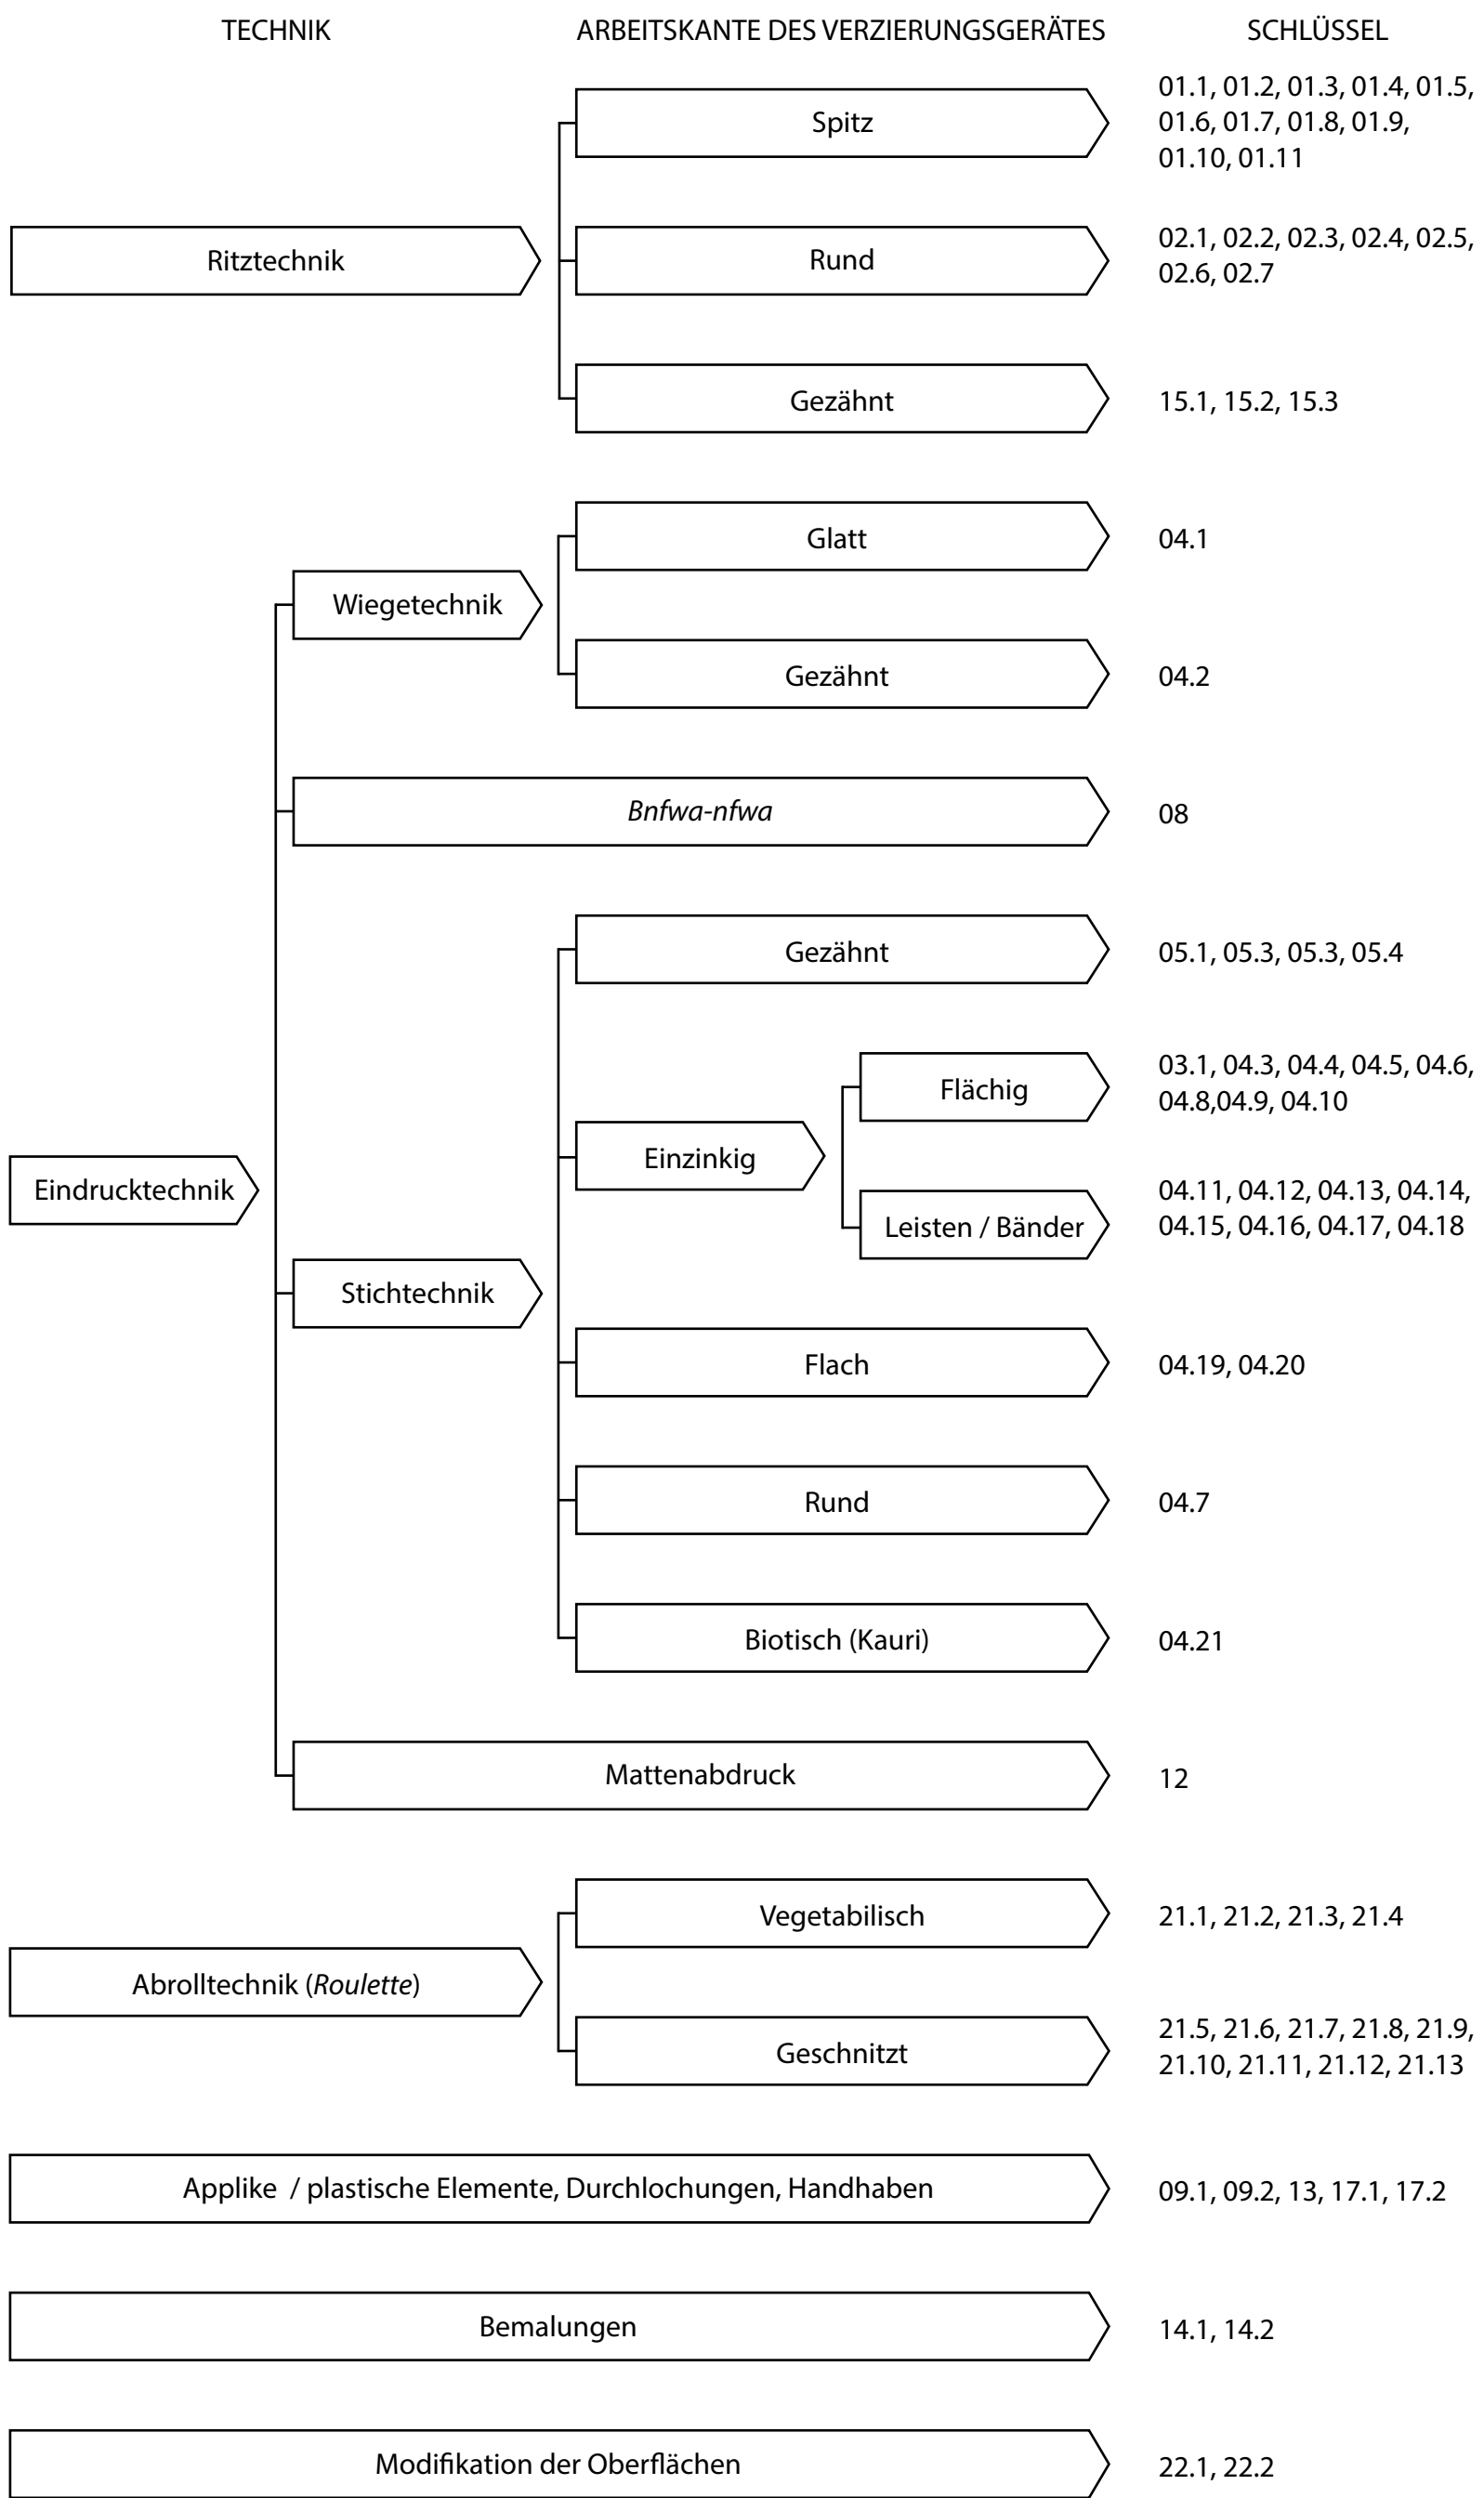 TECHNIK
ARBEITSKANTE DES VERZIERUNGSGERÄTES
SCHLÜSSEL
Spitz
01.1, 01.2, 01.3, 01.4, 01.5,
01.6, 01.7, 01.8, 01.9,
01.10, 01.11
Ritztechnik
Rund
02.1, 02.2, 02.3, 02.4, 02.5,
02.6, 02.7
Gezähnt
15.1, 15.2, 15.3
Glatt
04.1
Wiegetechnik
Gezähnt
04.2
Bnfwa-nfwa
08
Gezähnt
05.1, 05.3, 05.3, 05.4
Flächig
03.1, 04.3, 04.4, 04.5, 04.6,
04.8,04.9, 04.10
Einzinkig
Eindrucktechnik
Leisten / Bänder
04.11, 04.12, 04.13, 04.14,
04.15, 04.16, 04.17, 04.18
Stichtechnik
Flach
04.19, 04.20
Rund
04.7
Biotisch (Kauri)
04.21
Mattenabdruck
12
Vegetabilisch
21.1, 21.2, 21.3, 21.4
Abrolltechnik (Roulette)
Geschnitzt
21.5, 21.6, 21.7, 21.8, 21.9,
21.10, 21.11, 21.12, 21.13
Applike / plastische Elemente, Durchlochungen, Handhaben
09.1, 09.2, 13, 17.1, 17.2
Bemalungen
14.1, 14.2
Modifikation der Oberflächen
22.1, 22.2